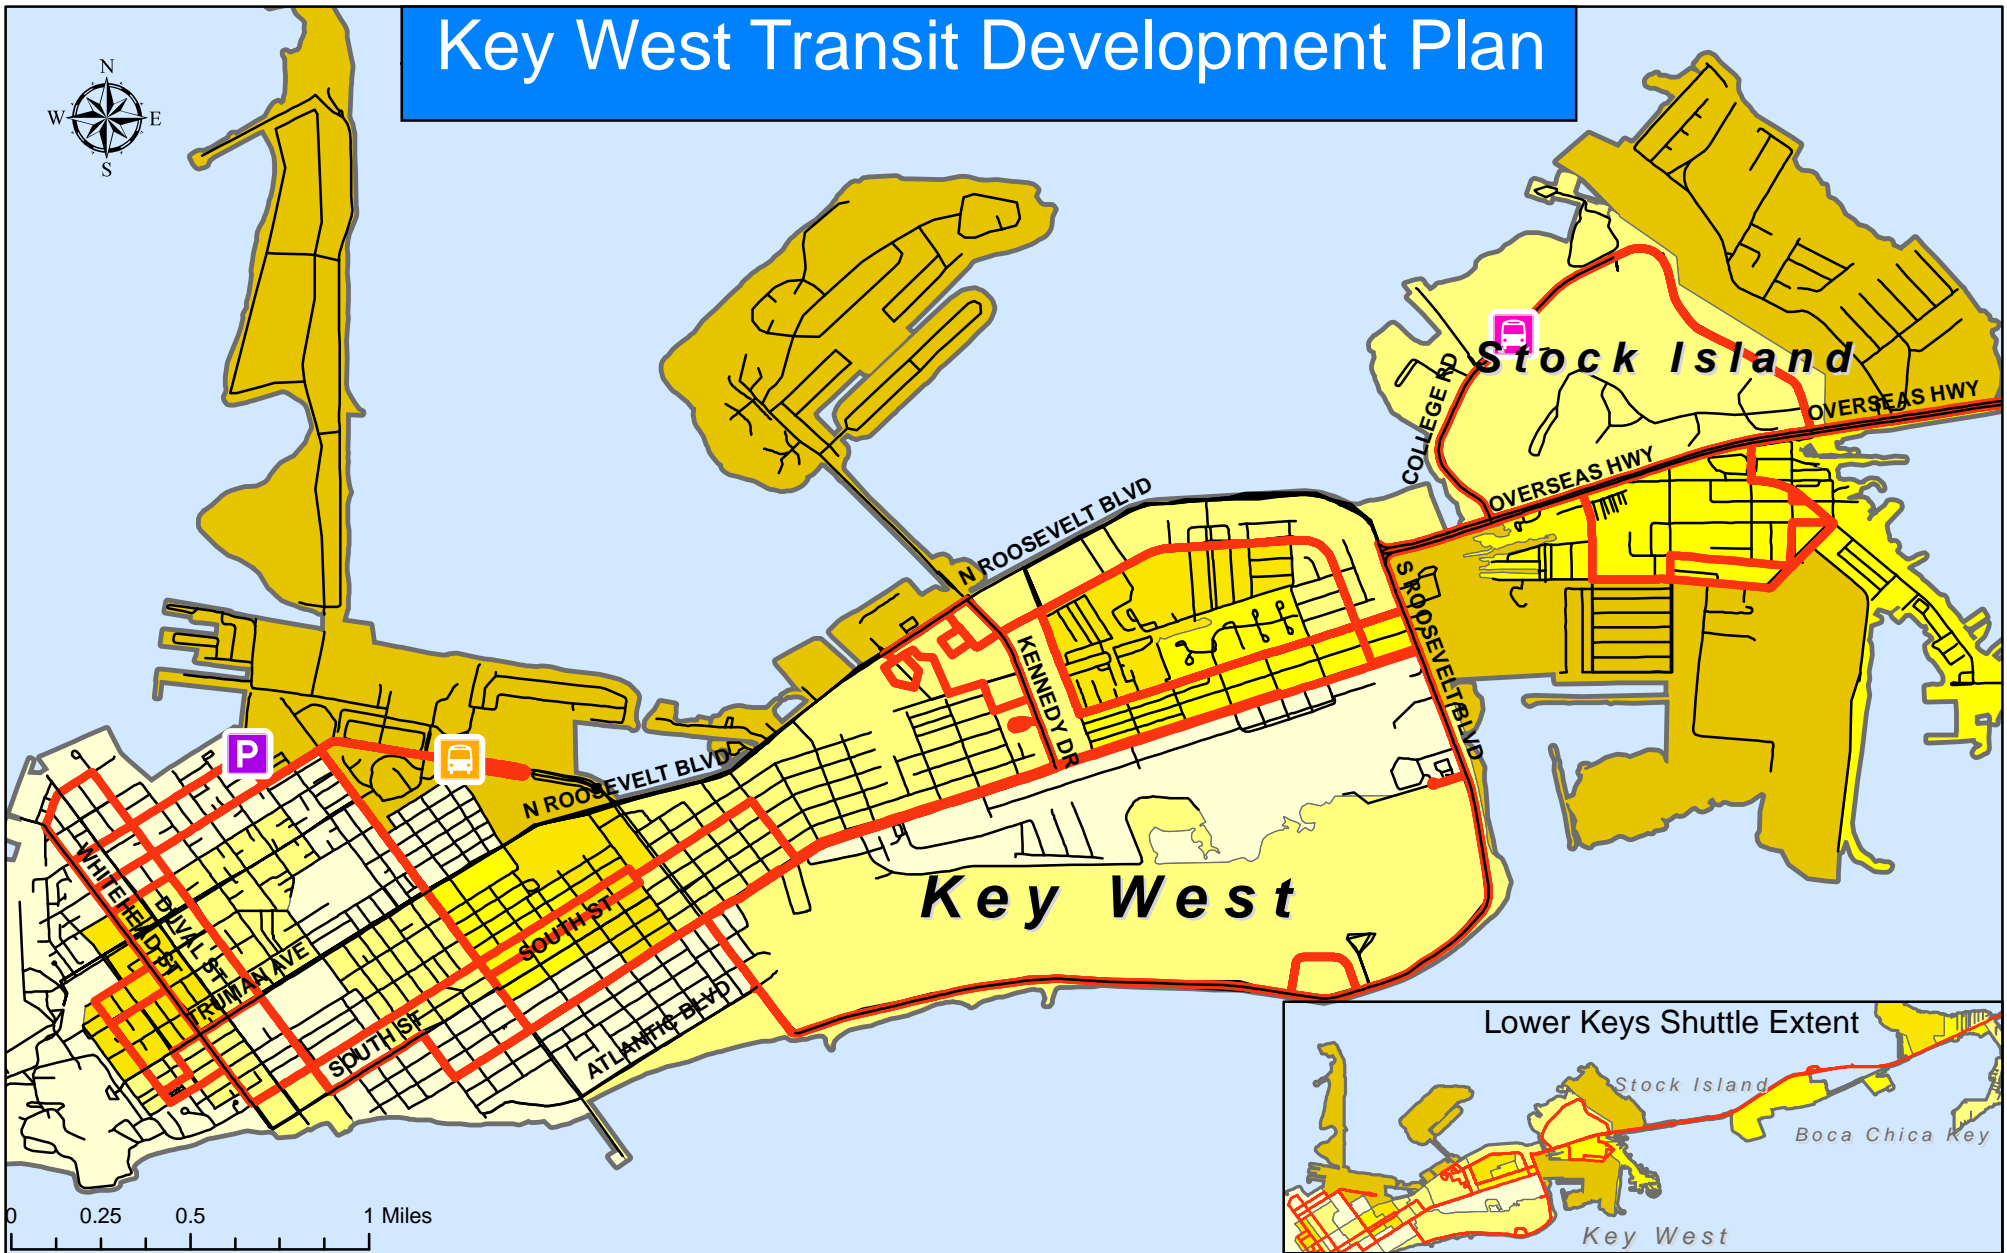 Key West Transit Development Plan
N
W
E
S
Stock Island
COLLEGE RD
OVERSEAS HWY
OVERSEAS HWY
N ROOSEVELT BLVD
S ROOSEVELT BLVD
KENNEDY DR
P
N ROOSEVELT BLVD
Key West
WHITEHEAD ST
DUVAL ST
TRUMAN AVE
SOUTH ST
SOUTH ST
ATLANTIC BLVD
0 0.25 0.5 1 Miles
Lower Keys Shuttle Extent
Stock Island
Boca Chica Key
Key West